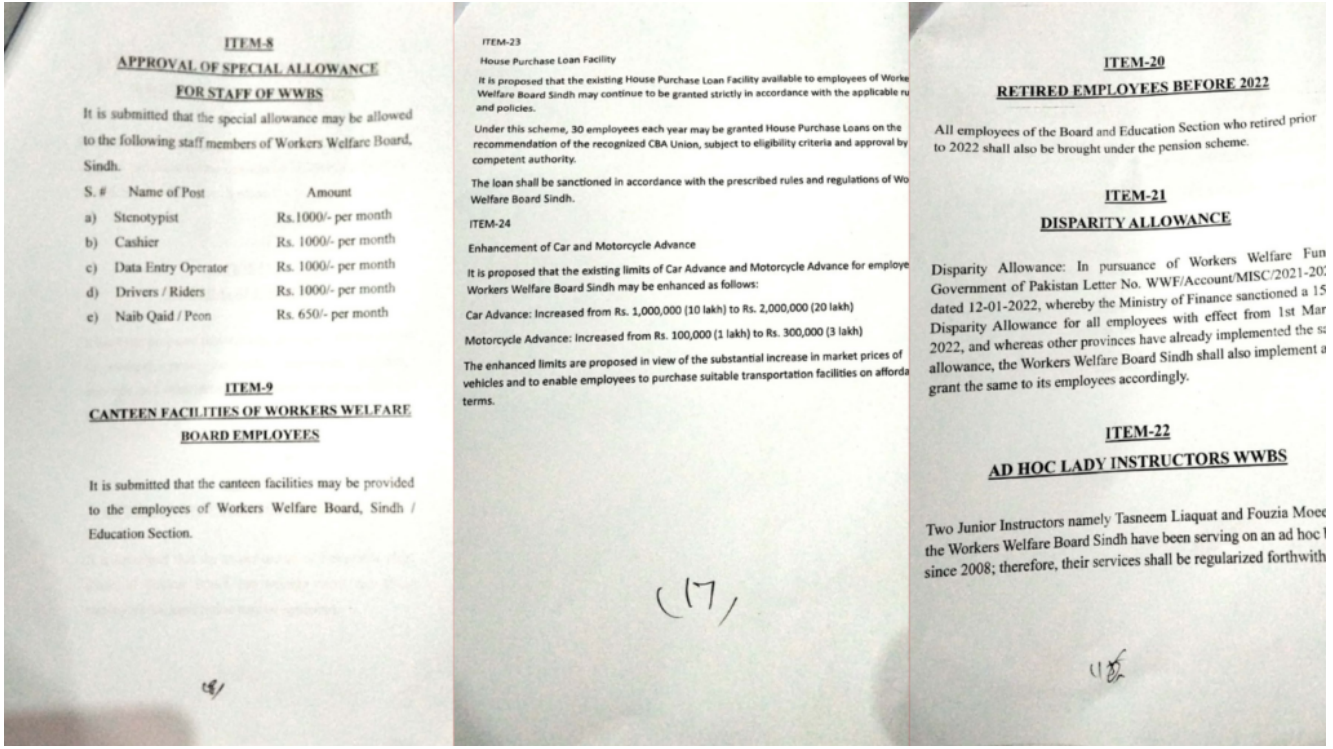 ITEM-8
APPROVAL OF SPECIAL ALLOWANCE
FOR STAFF OF WWBS
It is submitted that the special allowance may be allowed
to the following staff members of Workers Welfare Board,
Sindh.
S. # Name of Post Amount
a) Stenotypist Rs.1000/- per month
b) Cashier Rs. 1000/- per month
c) Data Entry Operator Rs. 1000/- per month
d) Drivers / Riders Rs. 1000/- per month
e) Naib Qaid / Peon Rs. 650/- per month
ITEM-9
CANTEEN FACILITIES OF WORKERS WELFARE
BOARD EMPLOYEES
It is submitted that the canteen facilities may be provided
to the employees of Workers Welfare Board, Sindh /
Education Section.
ITEM-23
House Purchase Loan Facility
It is proposed that the existing House Purchase Loan Facility available to employees of Worke
Welfare Board Sindh may continue to be granted strictly in accordance with the applicable ru
and policies.
Under this scheme, 30 employees each year may be granted House Purchase Loans on the
recommendation of the recognized CBA Union, subject to eligibility criteria and approval by
competent authority.
The loan shall be sanctioned in accordance with the prescribed rules and regulations of Wo
Welfare Board Sindh.
ITEM-24
Enhancement of Car and Motorcycle Advance
It is proposed that the existing limits of Car Advance and Motorcycle Advance for employe
Workers Welfare Board Sindh may be enhanced as follows:
Car Advance: Increased from Rs. 1,000,000 (10 lakh) to Rs. 2,000,000 (20 lakh)
Motorcycle Advance: Increased from Rs. 100,000 (1 lakh) to Rs. 300,000 (3 lakh)
The enhanced limits are proposed in view of the substantial increase in market prices of
vehicles and to enable employees to purchase suitable transportation facilities on afforda
terms.
(17)
ITEM-20
RETIRED EMPLOYEES BEFORE 2022
All employees of the Board and Education Section who retired prior
to 2022 shall also be brought under the pension scheme.
ITEM-21
DISPARITY ALLOWANCE
Disparity Allowance: In pursuance of Workers Welfare Fun
Government of Pakistan Letter No. WWF/Account/MISC/2021-202
dated 12-01-2022, whereby the Ministry of Finance sanctioned a 15
Disparity Allowance for all employees with effect from 1st Mar
2022, and whereas other provinces have already implemented the sa
allowance, the Workers Welfare Board Sindh shall also implement a
grant the same to its employees accordingly.
ITEM-22
AD HOC LADY INSTRUCTORS WWBS
Two Junior Instructors namely Tasneem Liaquat and Fouzia Moee
the Workers Welfare Board Sindh have been serving on an ad hoc
since 2008; therefore, their services shall be regularized forthwith